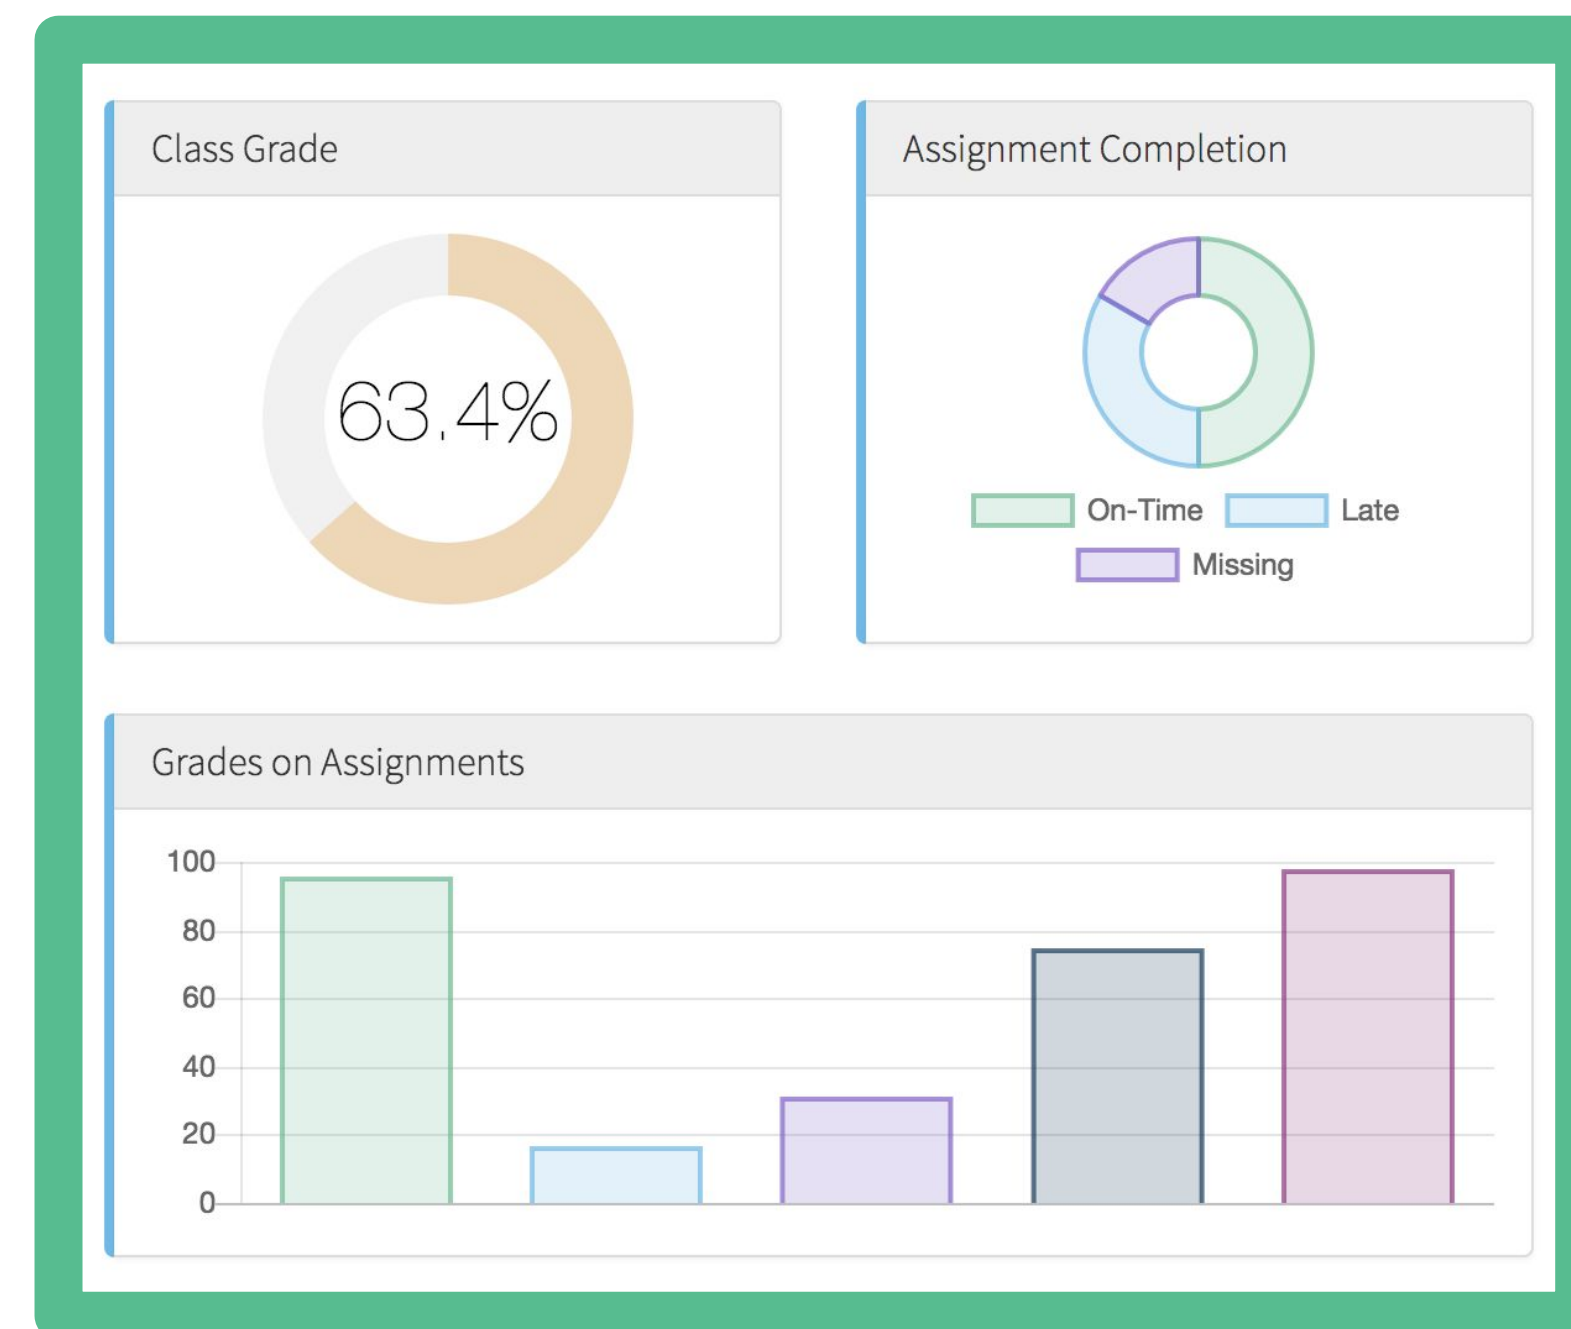 Class Grade
63.4%
Assignment Completion
On-Time Late
Missing
Grades on Assignments
100
80
60
40
20
0